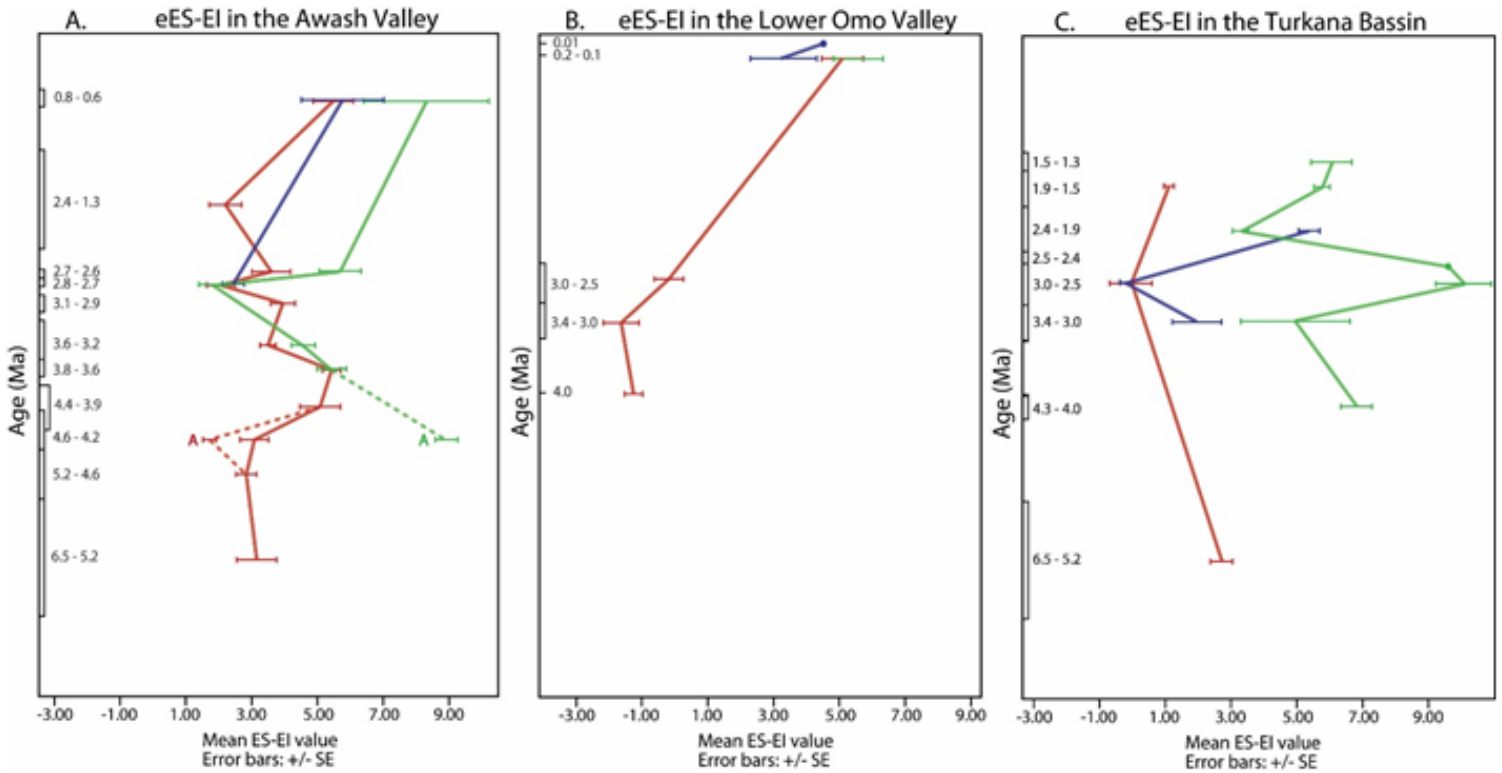 A. eES-EI in the Awash Valley
Age (Ma)
0.8 - 0.6
2.4 - 1.3
2.7 - 2.6
2.8 - 2.7
3.1 - 2.9
3.6 - 3.2
3.8 - 3.6
4.4 - 3.9
4.6 - 4.2
5.2 - 4.6
6.5 - 5.2
A
A
-3.00 -1.00 1.00 3.00 5.00 7.00 9.00
Mean ES-EI value
Error bars: +/- SE
B. eES-EI in the Lower Omo Valley
Age (Ma)
0.01
0.2 - 0.1
3.0 - 2.5
3.4 - 3.0
4.0
-3.00 -1.00 1.00 3.00 5.00 7.00 9.00
Mean ES-EI value
Error bars: +/- SE
C. eES-EI in the Turkana Bassin
Age (Ma)
1.5 - 1.3
1.9 - 1.5
2.4 - 1.9
2.5 - 2.4
3.0 - 2.5
3.4 - 3.0
4.3 - 4.0
6.5 - 5.2
-3.00 -1.00 1.00 3.00 5.00 7.00 9.00
Mean ES-EI value
Error bars: +/- SE